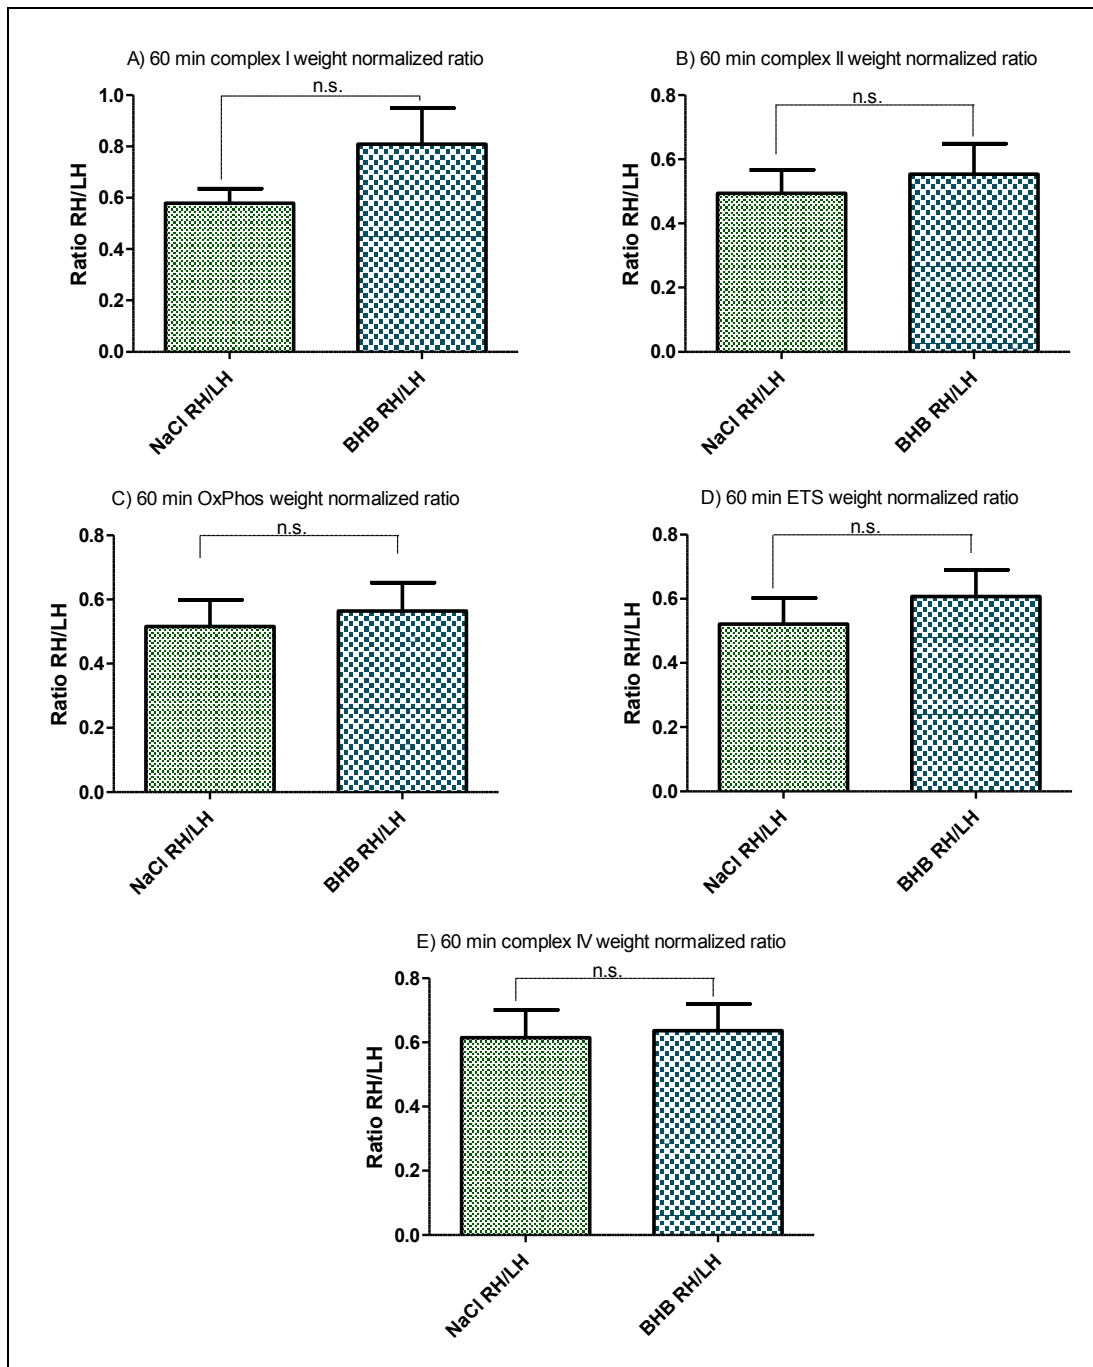 A) 60 min complex I weight normalized ratio
n.s.
1.0
0.8
0.6
0.4
0.2
0.0
Ratio RH/LH
NaCl RH/LH
BHB RH/LH
B) 60 min complex II weight normalized ratio
n.s.
0.8
0.6
0.4
0.2
0.0
Ratio RH/LH
NaCl RH/LH
BHB RH/LH
C) 60 min OxPhos weight normalized ratio
n.s.
0.8
0.6
0.4
0.2
0.0
Ratio RH/LH
NaCl RH/LH
BHB RH/LH
D) 60 min ETS weight normalized ratio
n.s.
0.8
0.6
0.4
0.2
0.0
Ratio RH/LH
NaCl RH/LH
BHB RH/LH
E) 60 min complex IV weight normalized ratio
n.s.
0.8
0.6
0.4
0.2
0.0
Ratio RH/LH
NaCl RH/LH
BHB RH/LH